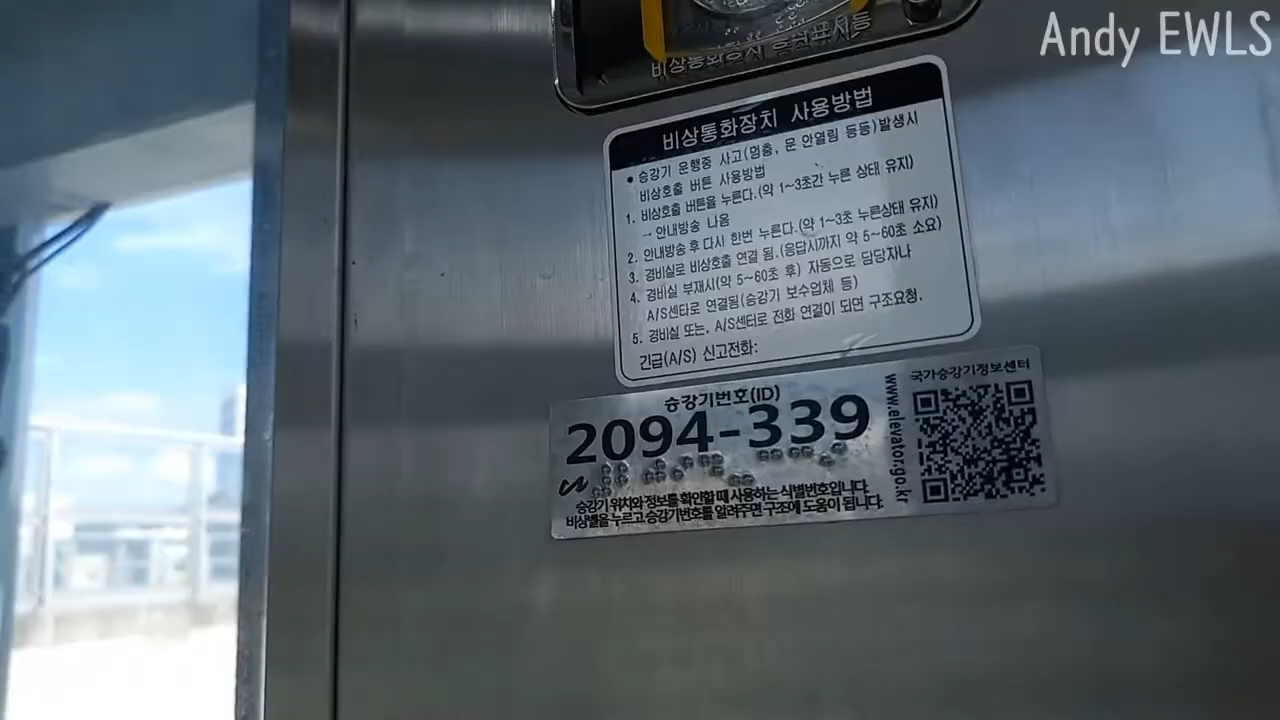 Andy EWLS
비상통화장치 사용방법
● 승강기 운행중 사고(멈춤, 문 안열림 등등)발생시
비상호출 버튼 사용방법
1. 비상호출 버튼을 누른다.(약 1~3초간 누른 상태 유지)
→ 안내방송 나옴
2. 안내방송 후 다시 한번 누른다.(약 1~3초 누른상태 유지)
3. 경비실로 비상호출 연결 됨.(응답시까지 약 5~60초 소요)
4. 경비실 부재시(약 5~60초 후) 자동으로 담당자나
A/S센타로 연결됨(승강기 보수업체 등)
5. 경비실 또는, A/S센터로 전화 연결이 되면 구조요청.
긴급(A/S) 신고전화:
승강기번호(ID)
2094-339
승강기 위치와 정보를 확인할 때 사용하는 식별번호입니다.
비상벨을 누르고 승강기번호를 알려주면 구조에 도움이 됩니다.
www.elevator.go.kr
국가승강기정보센터